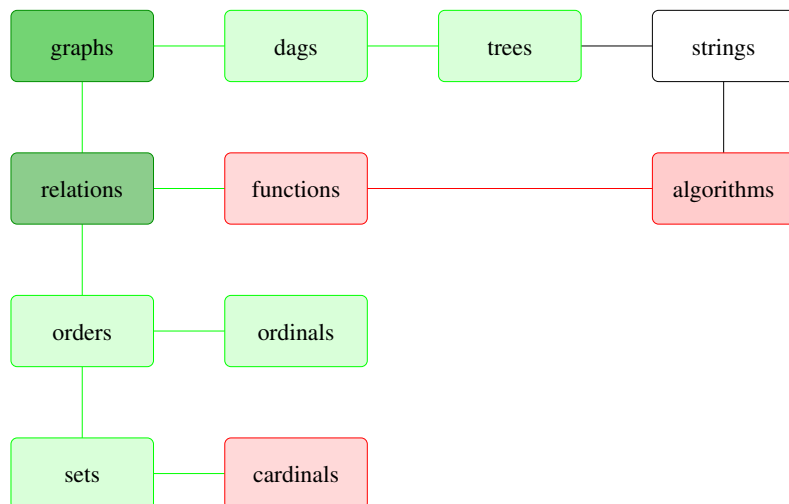 graphs
dags
trees
strings
relations
functions
algorithms
orders
ordinals
sets
cardinals